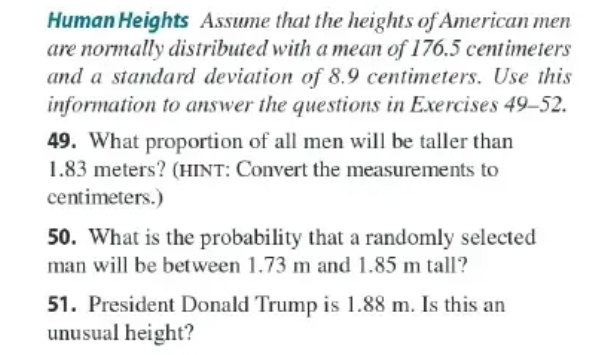 Human Heights Assume that the heights of American men
are normally distributed with a mean of 176.5 centimeters
and a standard deviation of 8.9 centimeters. Use this
information to answer the questions in Exercises 49–52.
49. What proportion of all men will be taller than
1.83 meters? (HINT: Convert the measurements to
centimeters.)
50. What is the probability that a randomly selected
man will be between 1.73 m and 1.85 m tall?
51. President Donald Trump is 1.88 m. Is this an
unusual height?